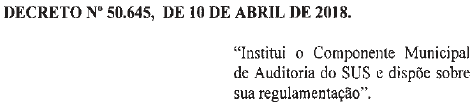 DECRETO Nº 50.645, DE 10 DE ABRIL DE 2018.
“Institui o Componente Municipal
de Auditoria do SUS e dispõe sobre
sua regulamentação”.